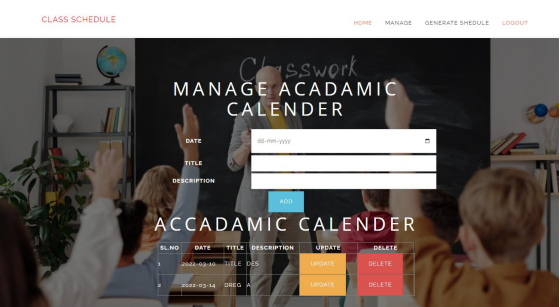 CLASS SCHEDULE
HOME MANAGE GENERATE SHEDULE LOGOUT
Classwork
MANAGE ACADAMIC
CALENDER
DATE dd-mm-yyyy
TITLE
DESCRIPTION
ADD
ACCADAMIC CALENDER
SL.NO DATE TITLE DESCRIPTION UPDATE DELETE
1 2022-03-10 TITLE DES UPDATE DELETE
2 2022-03-14 DREG A UPDATE DELETE